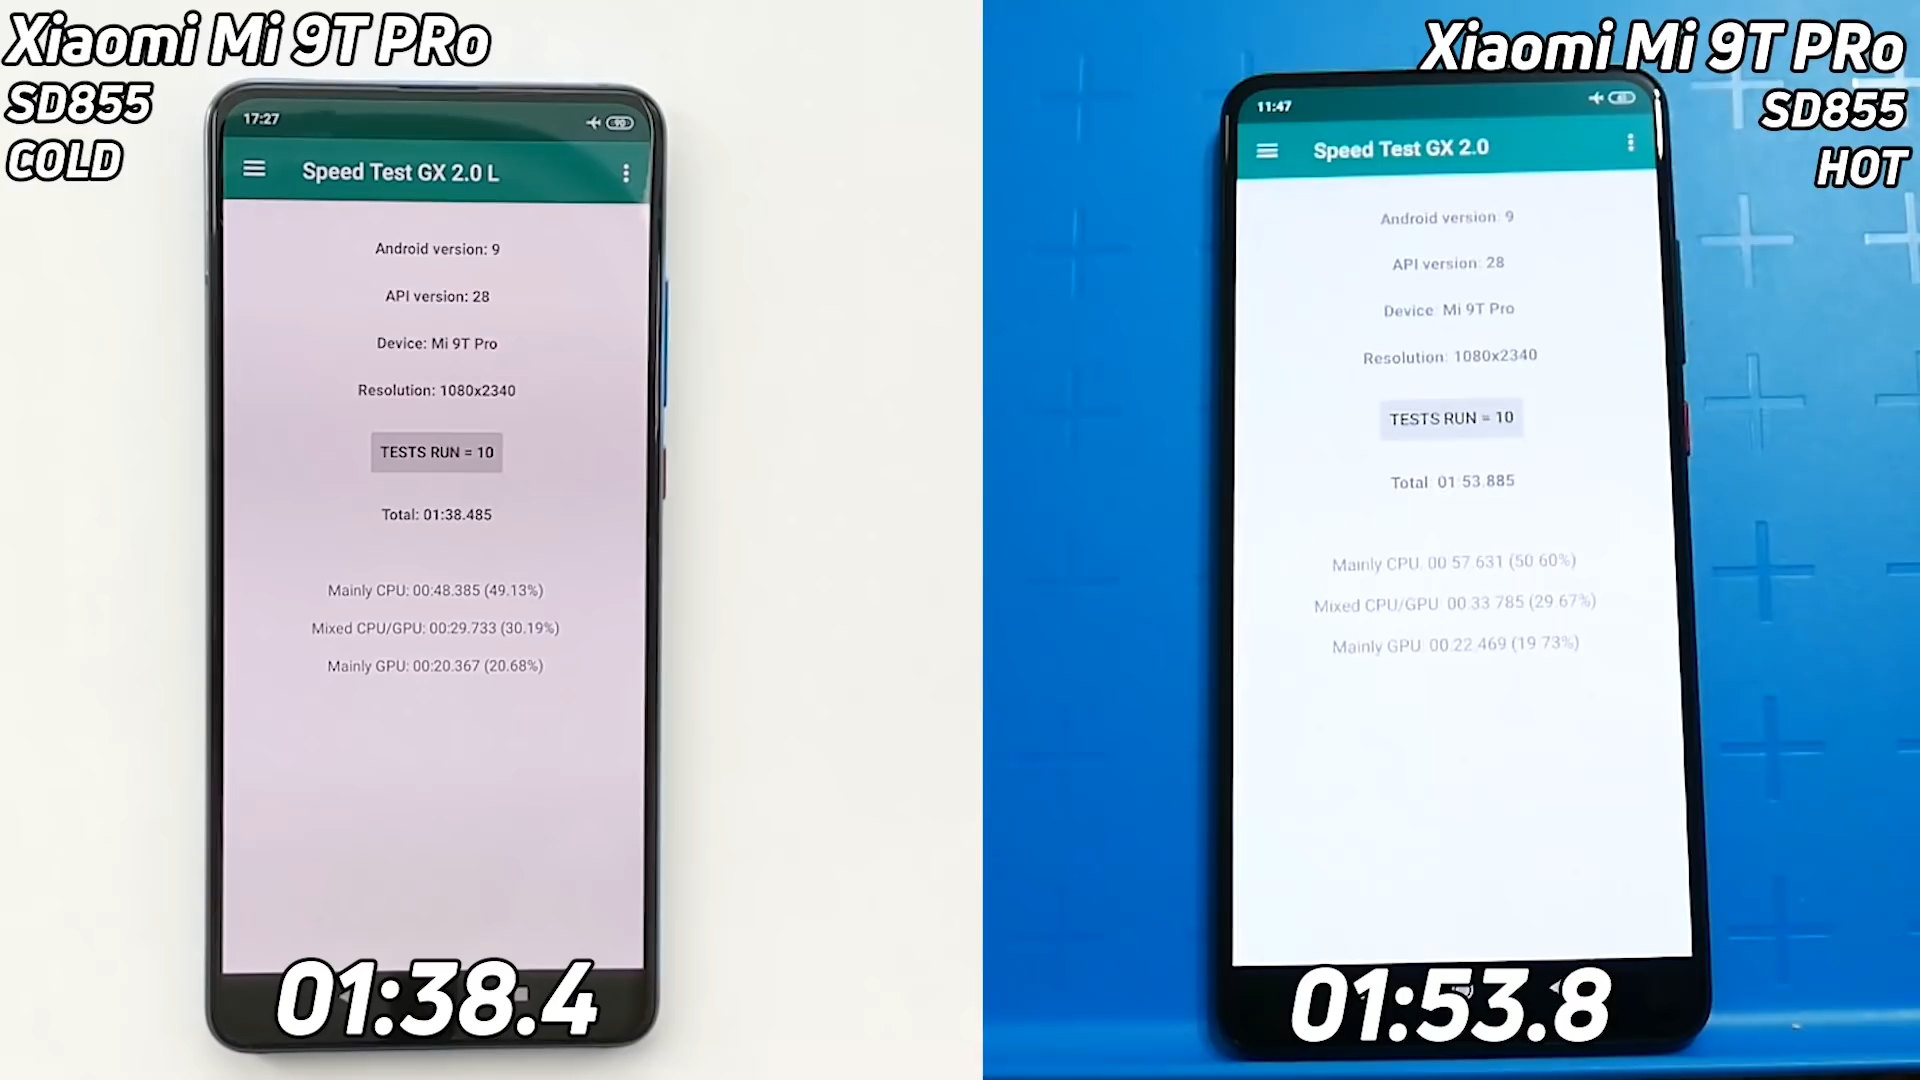 Xiaomi Mi 9T PRo
SD855
COLD
17:27
90
Speed Test GX 2.0 L
Android version: 9
API version: 28
Device: Mi 9T Pro
Resolution: 1080x2340
TESTS RUN = 10
Total: 01:38.485
Mainly CPU: 00:48.385 (49.13%)
Mixed CPU/GPU: 00:29.733 (30.19%)
Mainly GPU: 00:20.367 (20.68%)
01:38.4
Xiaomi Mi 9T PRo
SD855
HOT
11:47
Speed Test GX 2.0
Android version: 9
API version: 28
Device: Mi 9T Pro
Resolution: 1080x2340
TESTS RUN = 10
Total: 01:53.885
Mainly CPU: 00:57.631 (50.60%)
Mixed CPU/GPU: 00:33.785 (29.67%)
Mainly GPU: 00:22.469 (19.73%)
01:53.8